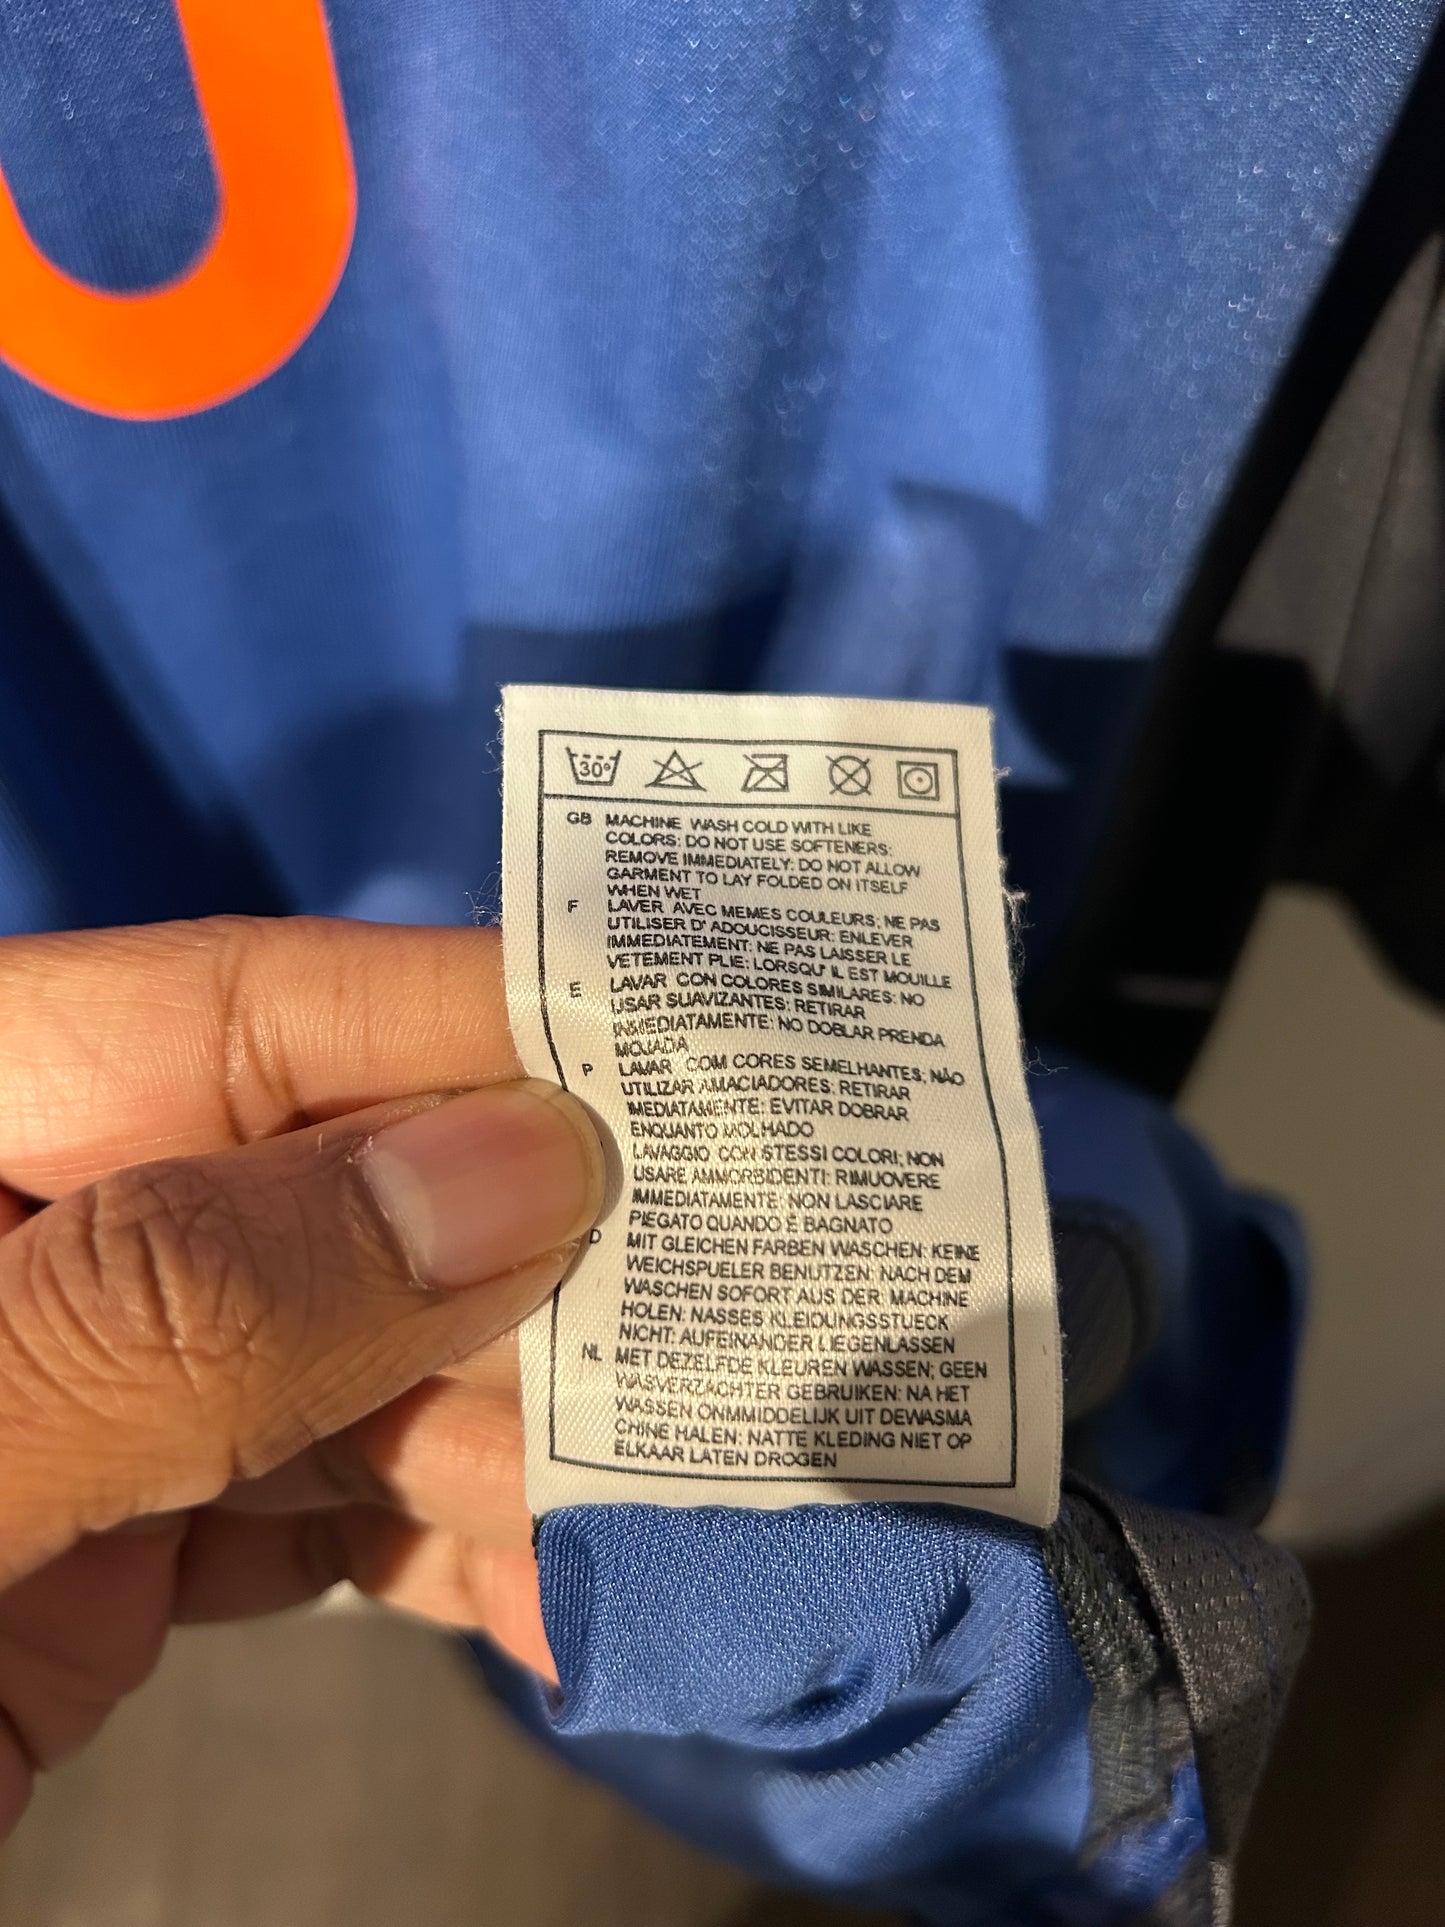 30°
GB MACHINE WASH COLD WITH LIKE
COLORS: DO NOT USE SOFTENERS:
REMOVE IMMEDIATELY: DO NOT ALLOW
GARMENT TO LAY FOLDED ON ITSELF
WHEN WET
F LAVER AVEC MEMES COULEURS; NE PAS
UTILISER D' ADOUCISSEUR: ENLEVER
IMMEDIATEMENT: NE PAS LAISSER LE
VETEMENT PLIE: LORSQU' IL EST MOUILLE
E LAVAR CON COLORES SIMILARES: NO
USAR SUAVIZANTES: RETIRAR
INMEDIATAMENTE: NO DOBLAR PRENDA
MOJADA
P LAVAR COM CORES SEMELHANTES; NÃO
UTILIZAR AMACIADORES: RETIRAR
IMEDIATAMENTE: EVITAR DOBRAR
ENQUANTO MOLHADO
LAVAGGIO CON STESSI COLORI; NON
USARE AMMORBIDENTI: RIMUOVERE
IMMEDIATAMENTE: NON LASCIARE
PIEGATO QUANDO È BAGNATO
D MIT GLEICHEN FARBEN WASCHEN: KEINE
WEICHSPUELER BENUTZEN: NACH DEM
WASCHEN SOFORT AUS DER MACHINE
HOLEN: NASSES KLEIDUNGSSTUECK
NICHT: AUFEINANDER LIEGENLASSEN
NL MET DEZELFDE KLEUREN WASSEN; GEEN
WASVERZACHTER GEBRUIKEN: NA HET
WASSEN ONMMIDDELIJK UIT DEWASMA
CHINE HALEN: NATTE KLEDING NIET OP
ELKAAR LATEN DROGEN